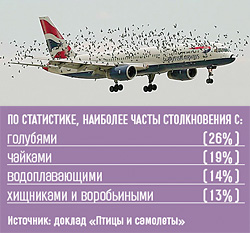 ПО СТАТИСТИКЕ, НАИБОЛЕЕ ЧАСТЫ СТОЛКНОВЕНИЯ С:
голубями (26%)
чайками (19%)
водоплавающими (14%)
хищниками и воробьиными (13%)
Источник: доклад «Птицы и самолеты»